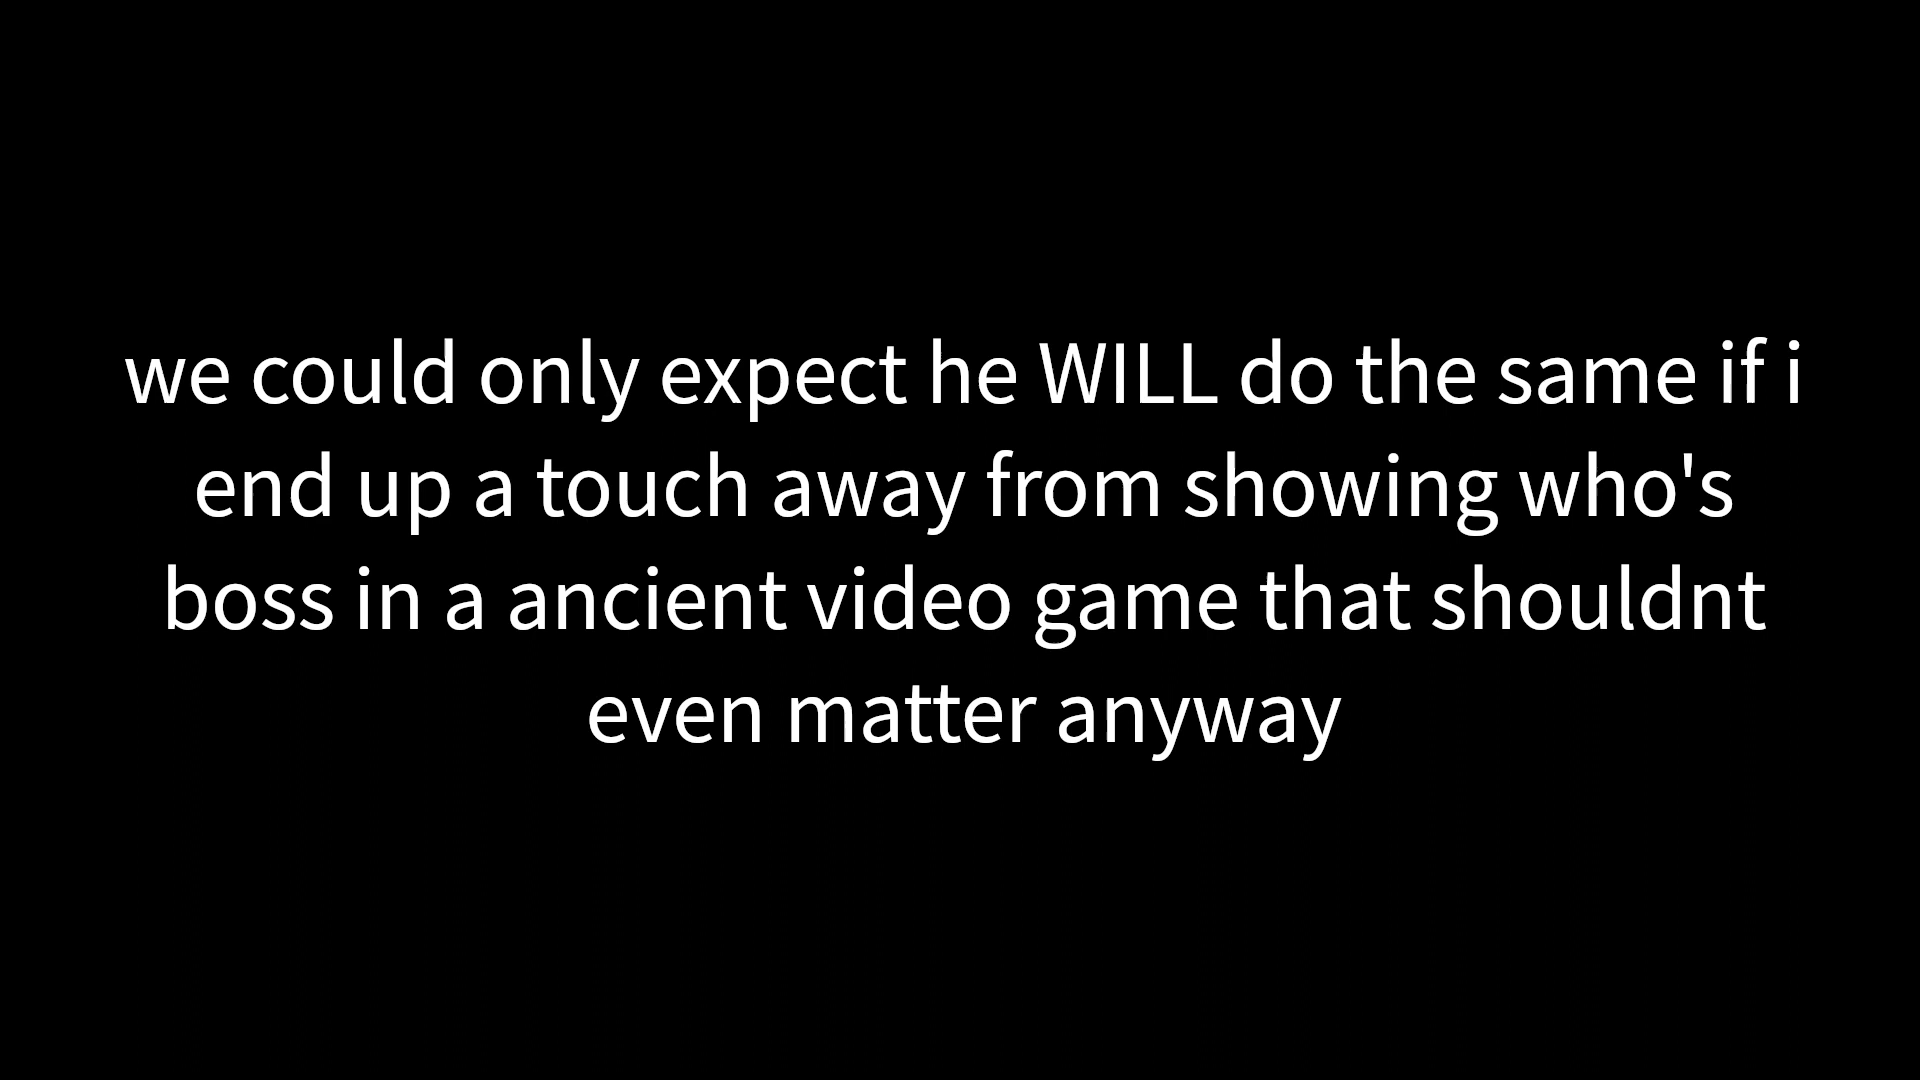 we could only expect he WILL do the same if i
end up a touch away from showing who's
boss in a ancient video game that shouldnt
even matter anyway